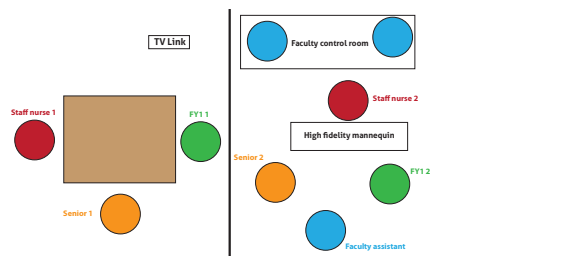 TV Link
Staff nurse 1
FY1 1
Senior 1
Faculty control room
Staff nurse 2
High fidelity mannequin
Senior 2
FY1 2
Faculty assistant